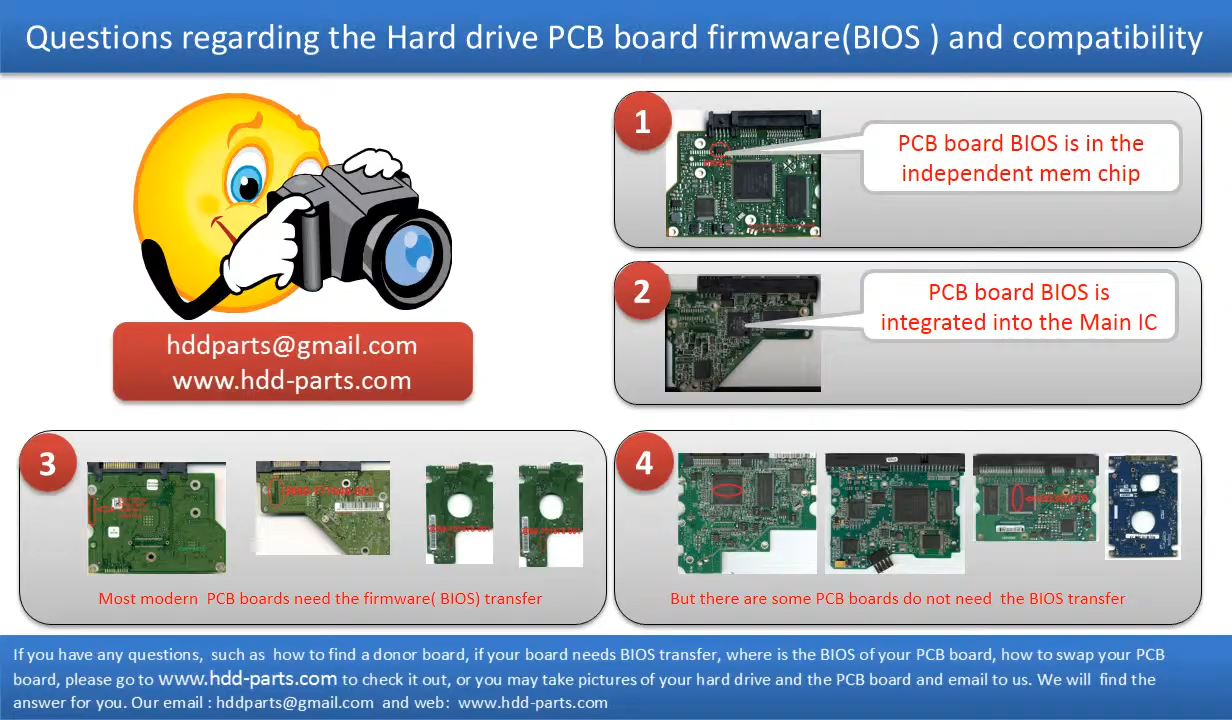 Questions regarding the Hard drive PCB board firmware(BIOS ) and compatibility
hddparts@gmail.com
www.hdd-parts.com
1
PCB board BIOS is in the
independent mem chip
2
PCB board BIOS is
integrated into the Main IC
3
Most modern PCB boards need the firmware( BIOS) transfer
4
But there are some PCB boards do not need the BIOS transfer
If you have any questions, such as how to find a donor board, if your board needs BIOS transfer, where is the BIOS of your PCB board, how to swap your PCB
board, please go to www.hdd-parts.com to check it out, or you may take pictures of your hard drive and the PCB board and email to us. We will find the
answer for you. Our email : hddparts@gmail.com and web: www.hdd-parts.com